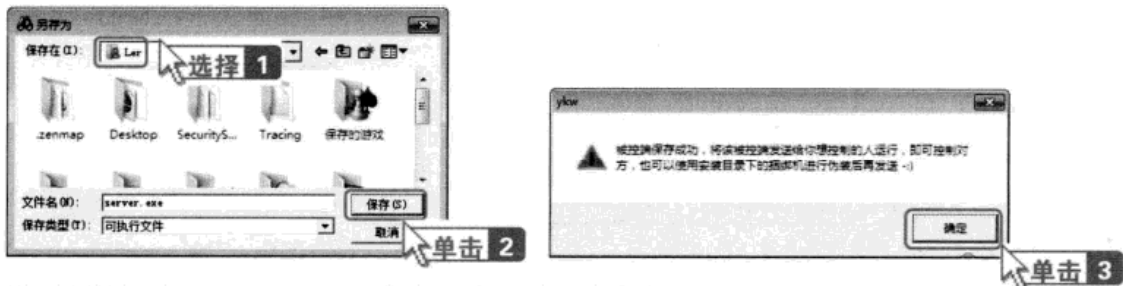 另存为
保存在(I): Ler
选择 1
.zenmap Desktop SecurityS... Tracing 保存的游戏
文件名(N): server.exe 保存(S)
保存类型(T): 可执行文件 取消
单击 2
ykw
被控端保存成功，将该被控端发送给你想控制的人运行，即可控制对
方，也可以使用安装目录下的捆绑机进行伪装后再发送 :-)
确定
单击 3